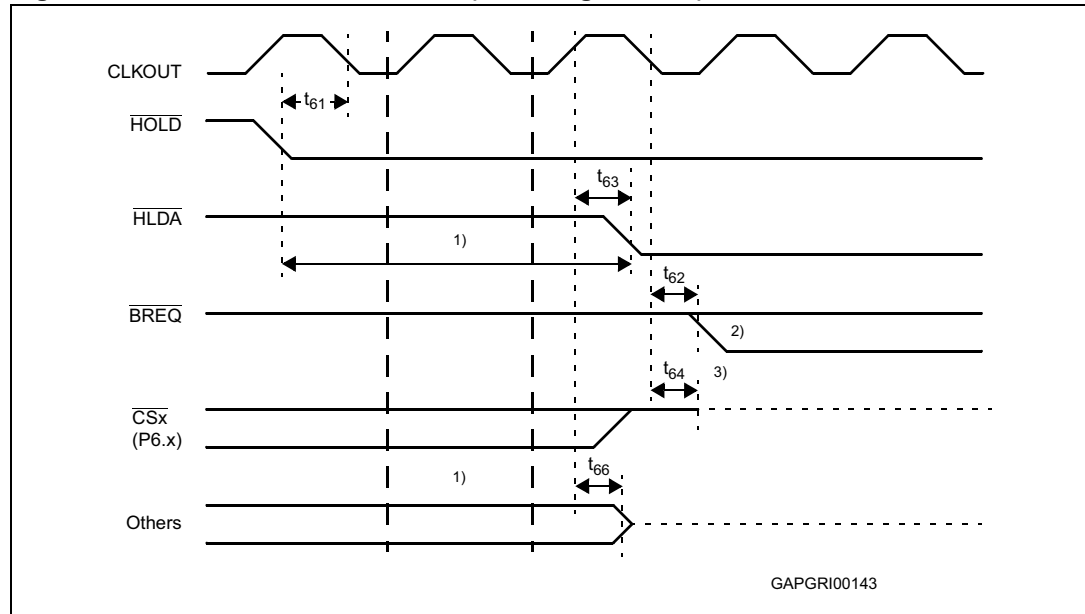 CLKOUT
t61
HOLD
t63
HLDA
1)
t62
BREQ
2)
t64
3)
CSx
(P6.x)
1)
t66
Others
GAPGRI00143